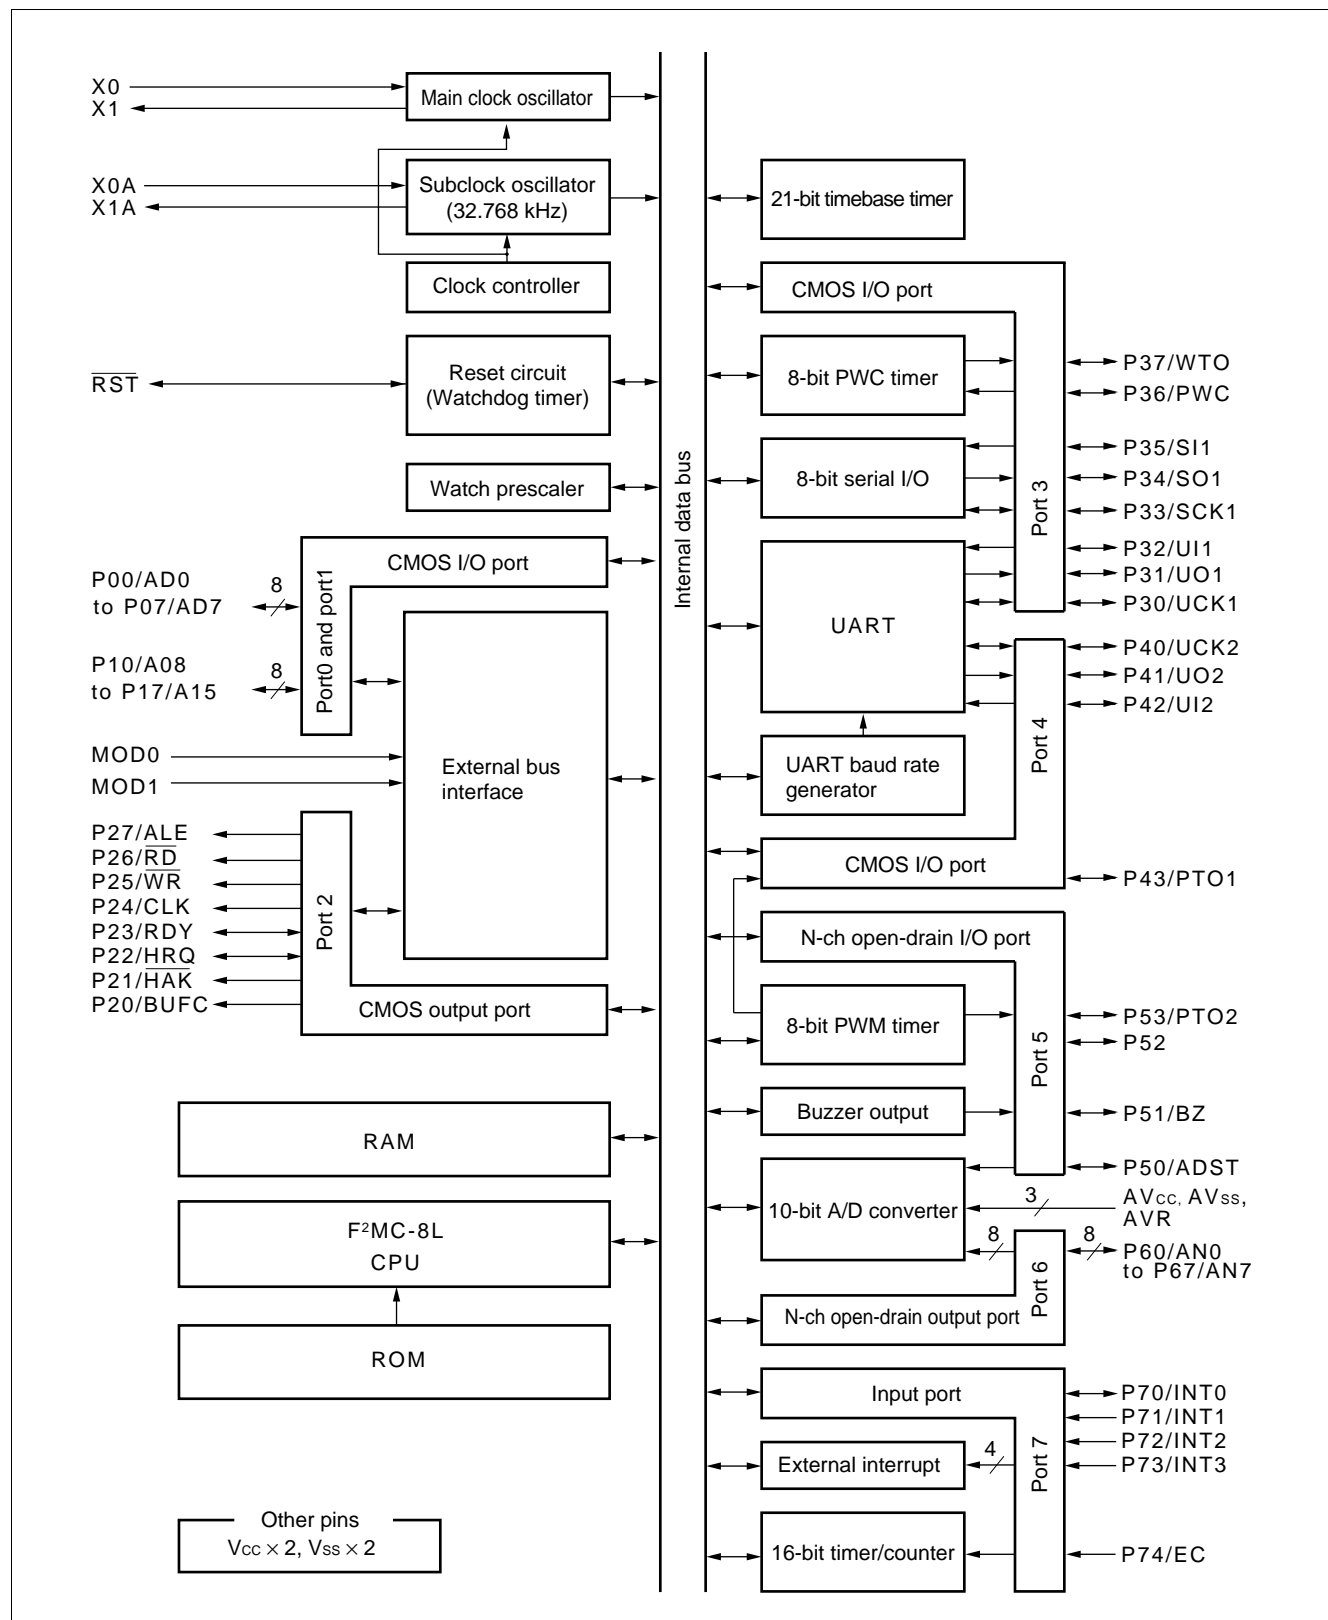 X0
X1
Main clock oscillator
X0A
X1A
Subclock oscillator
(32.768 kHz)
Clock controller
RST
Reset circuit
(Watchdog timer)
Watch prescaler
CMOS I/O port
Port0 and port1
P00/AD0
to P07/AD7
8
P10/A08
to P17/A15
8
MOD0
MOD1
External bus
interface
P27/ALE
P26/RD
P25/WR
P24/CLK
P23/RDY
P22/HRQ
P21/HAK
P20/BUFC
Port 2
CMOS output port
RAM
F²MC-8L
CPU
ROM
Other pins
Vcc × 2, Vss × 2
Internal data bus
21-bit timebase timer
CMOS I/O port
Port 3
8-bit PWC timer
P37/WTO
P36/PWC
8-bit serial I/O
P35/SI1
P34/SO1
P33/SCK1
UART
P32/UI1
P31/UO1
P30/UCK1
P40/UCK2
P41/UO2
P42/UI2
Port 4
UART baud rate
generator
CMOS I/O port
P43/PTO1
N-ch open-drain I/O port
Port 5
8-bit PWM timer
P53/PTO2
P52
Buzzer output
P51/BZ
P50/ADST
10-bit A/D converter
3
AVcc, AVss,
AVR
8
8
P60/AN0
to P67/AN7
Port 6
N-ch open-drain output port
Input port
Port 7
P70/INT0
P71/INT1
P72/INT2
P73/INT3
External interrupt
4
16-bit timer/counter
P74/EC